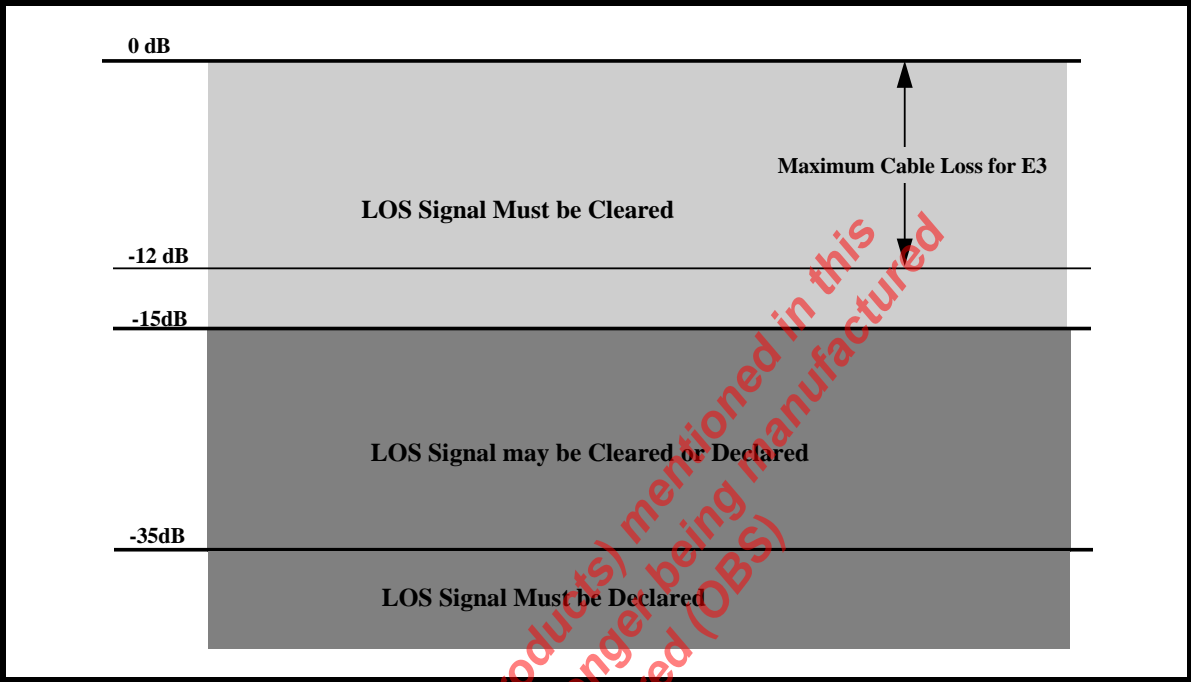 0 dB
Maximum Cable Loss for E3
LOS Signal Must be Cleared
-12 dB
-15dB
LOS Signal may be Cleared or Declared
-35dB
LOS Signal Must be Declared
mentioned in this
being manufactured
(OBS)